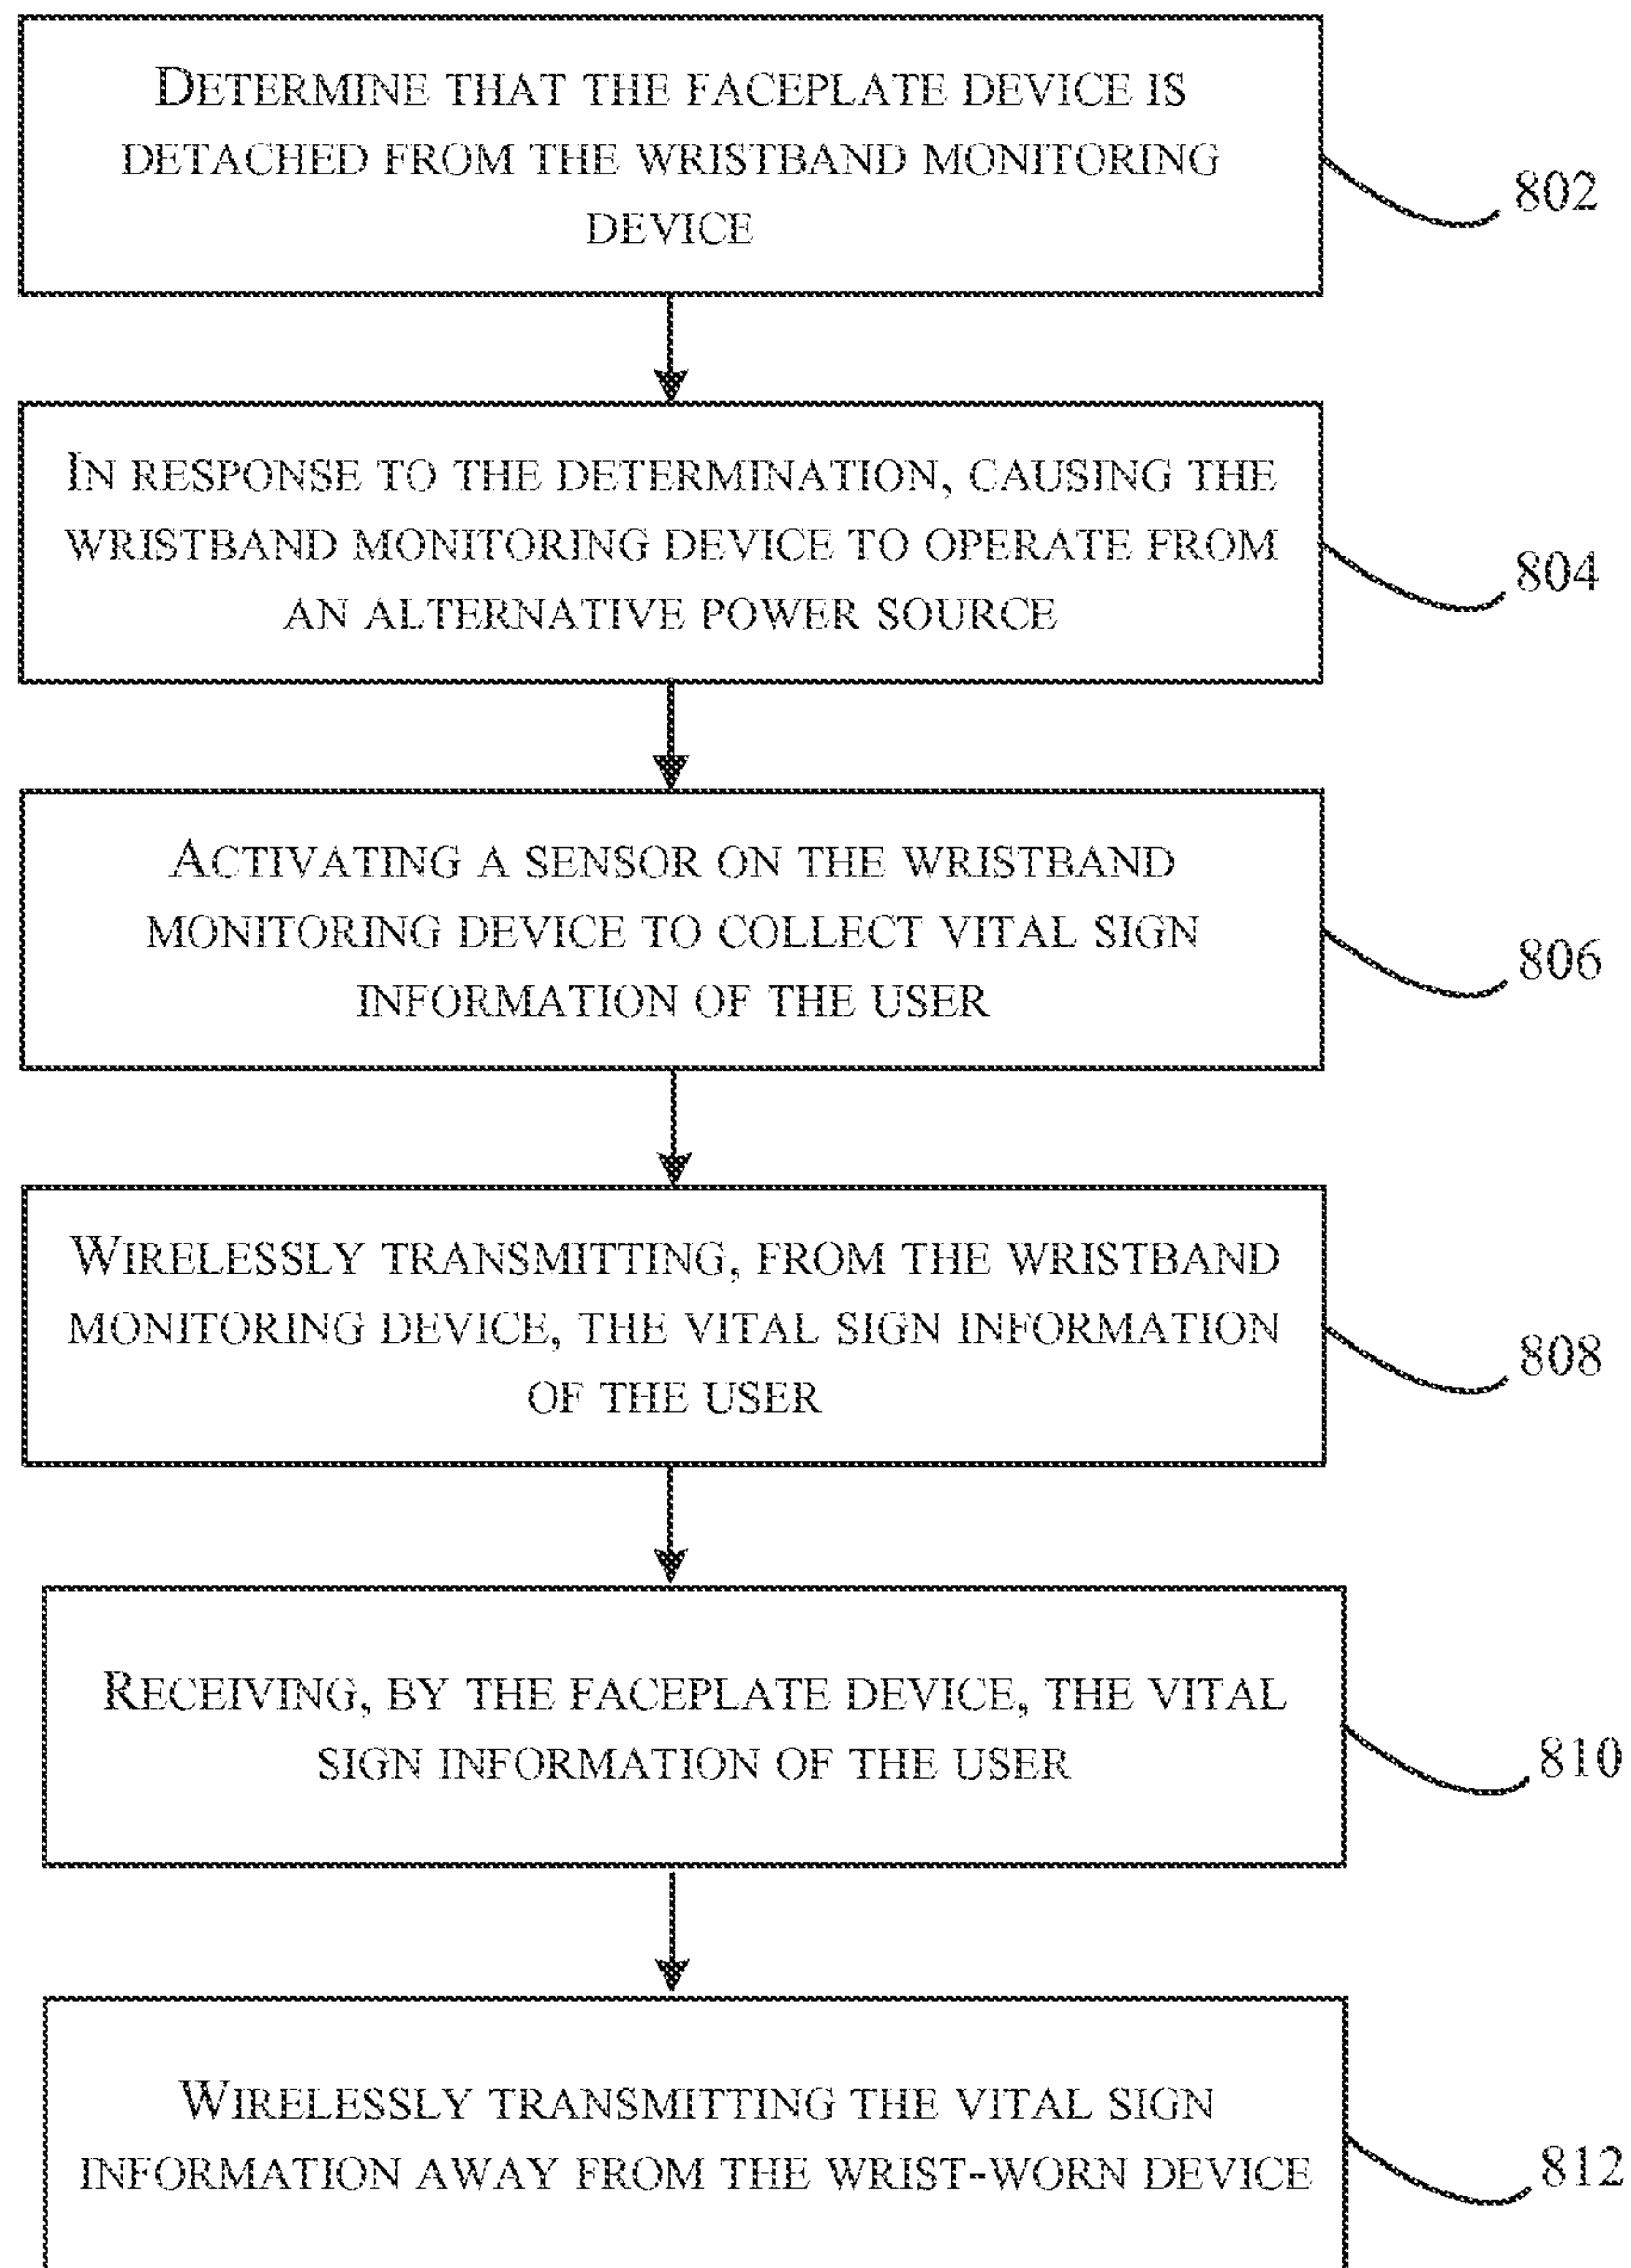 DETERMINE THAT THE FACEPLATE DEVICE IS
DETACHED FROM THE WRISTBAND MONITORING
DEVICE
802
IN RESPONSE TO THE DETERMINATION, CAUSING THE
WRISTBAND MONITORING DEVICE TO OPERATE FROM
AN ALTERNATIVE POWER SOURCE
804
ACTIVATING A SENSOR ON THE WRISTBAND
MONITORING DEVICE TO COLLECT VITAL SIGN
INFORMATION OF THE USER
806
WIRELESSLY TRANSMITTING, FROM THE WRISTBAND
MONITORING DEVICE, THE VITAL SIGN INFORMATION
OF THE USER
808
RECEIVING, BY THE FACEPLATE DEVICE, THE VITAL
SIGN INFORMATION OF THE USER
810
WIRELESSLY TRANSMITTING THE VITAL SIGN
INFORMATION AWAY FROM THE WRIST-WORN DEVICE
812